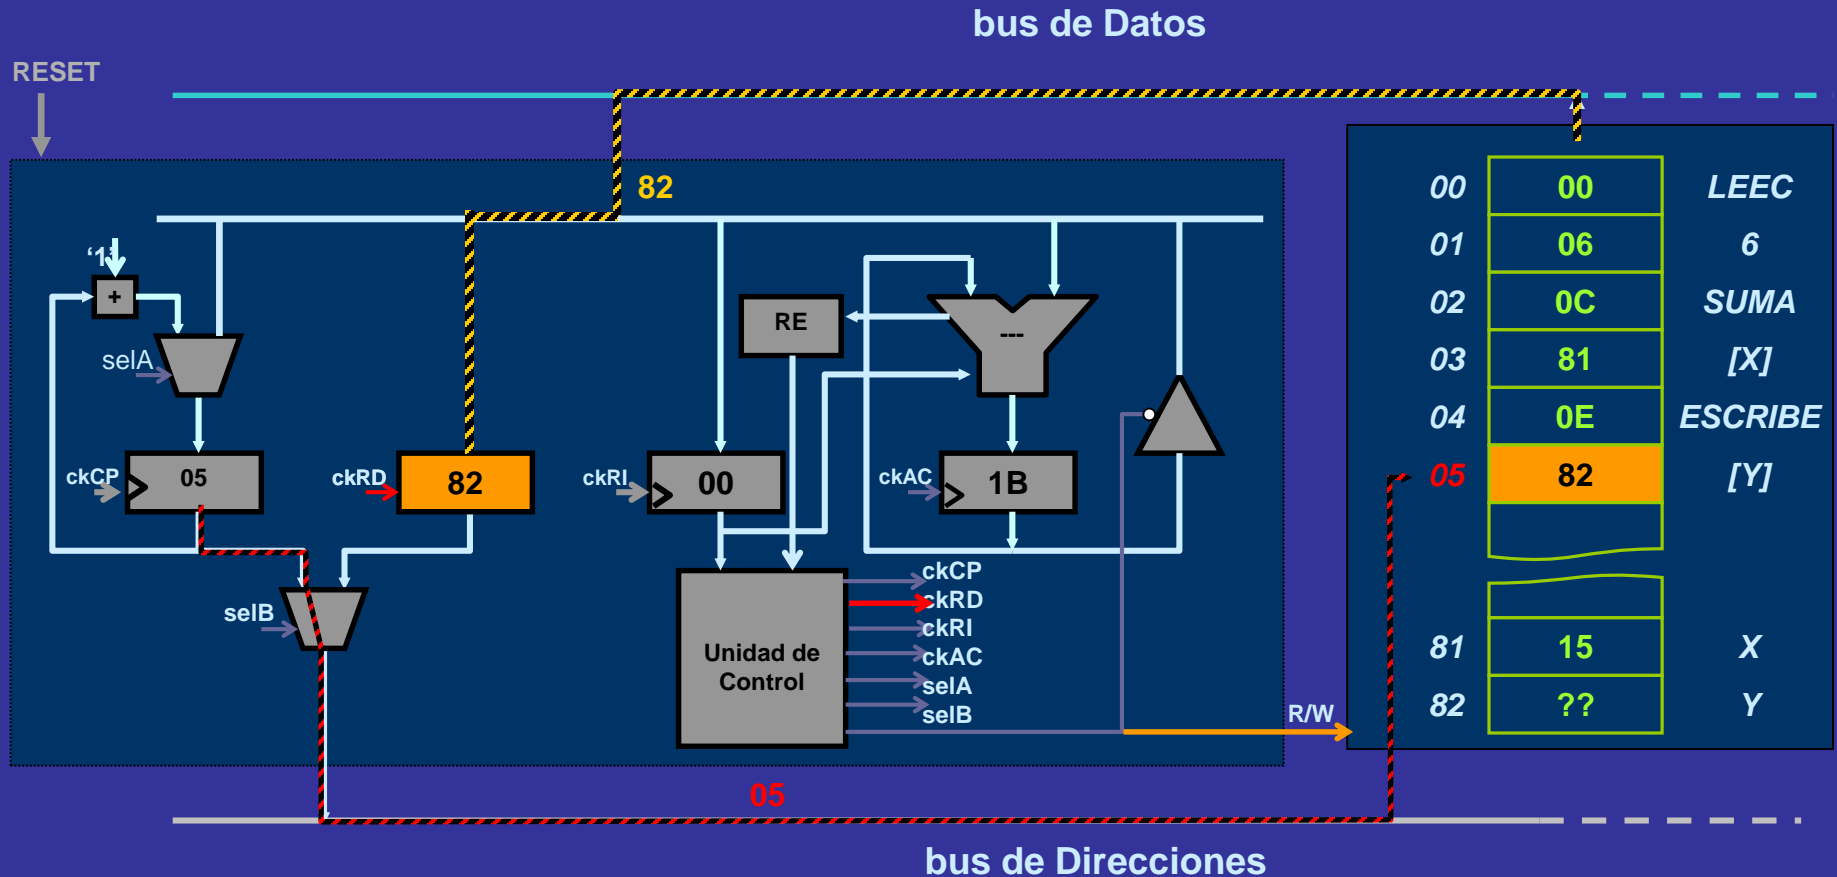 bus de Datos
RESET
82
‘1’
+
selA
RE
---
ckCP
05
ckRD
82
ckRI
00
ckAC
1B
selB
Unidad de
Control
ckCP
ckRD
ckRI
ckAC
selA
selB
R/W
00 00 LEEC
01 06 6
02 0C SUMA
03 81 [X]
04 0E ESCRIBE
05 82 [Y]
81 15 X
82 ?? Y
05
bus de Direcciones